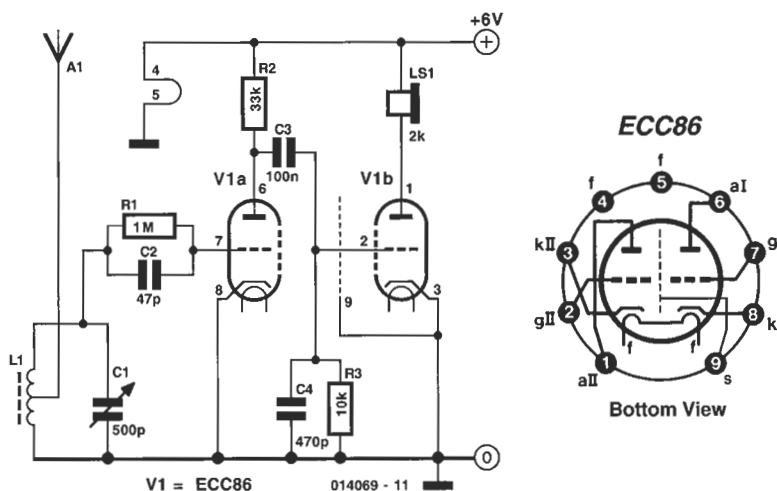 +6V
A1
4
5
R2
33k
LS1
2k
C3
100n
V1a
6
V1b
1
R1
1M
C2
47p
7
2
8
9
3
L1
C1
500p
C4
470p
R3
10k
0
V1 = ECC86
014069 - 11
ECC86
f
5
f
4
aI
6
kII
3
g
7
gII
2
k
8
f
f
aII
1
s
9
Bottom View